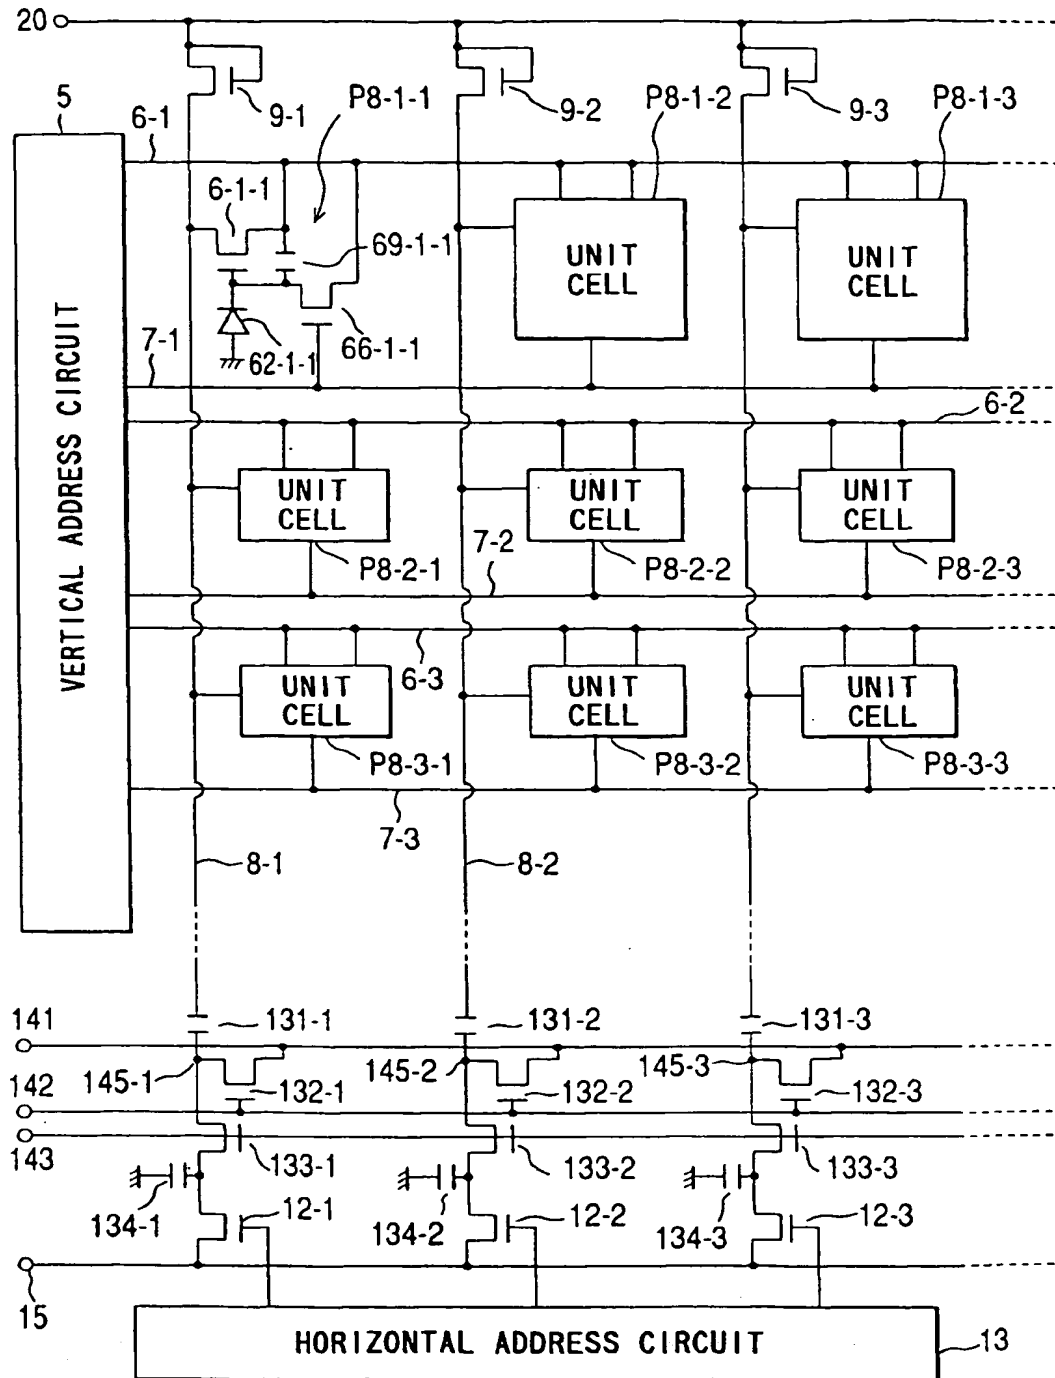 20
9-1
9-2
9-3
5
6-1
P8-1-1
P8-1-2
P8-1-3
6-1-1
69-1-1
UNIT
CELL
UNIT
CELL
66-1-1
62-1-1
7-1
VERTICAL ADDRESS CIRCUIT
6-2
UNIT
CELL
UNIT
CELL
UNIT
CELL
P8-2-1
7-2
P8-2-2
P8-2-3
6-3
UNIT
CELL
UNIT
CELL
UNIT
CELL
P8-3-1
P8-3-2
P8-3-3
7-3
8-1
8-2
141
131-1
131-2
131-3
145-1
145-2
145-3
142
132-1
132-2
132-3
143
133-1
133-2
133-3
134-1
12-1
134-2
12-2
134-3
12-3
15
HORIZONTAL ADDRESS CIRCUIT
13